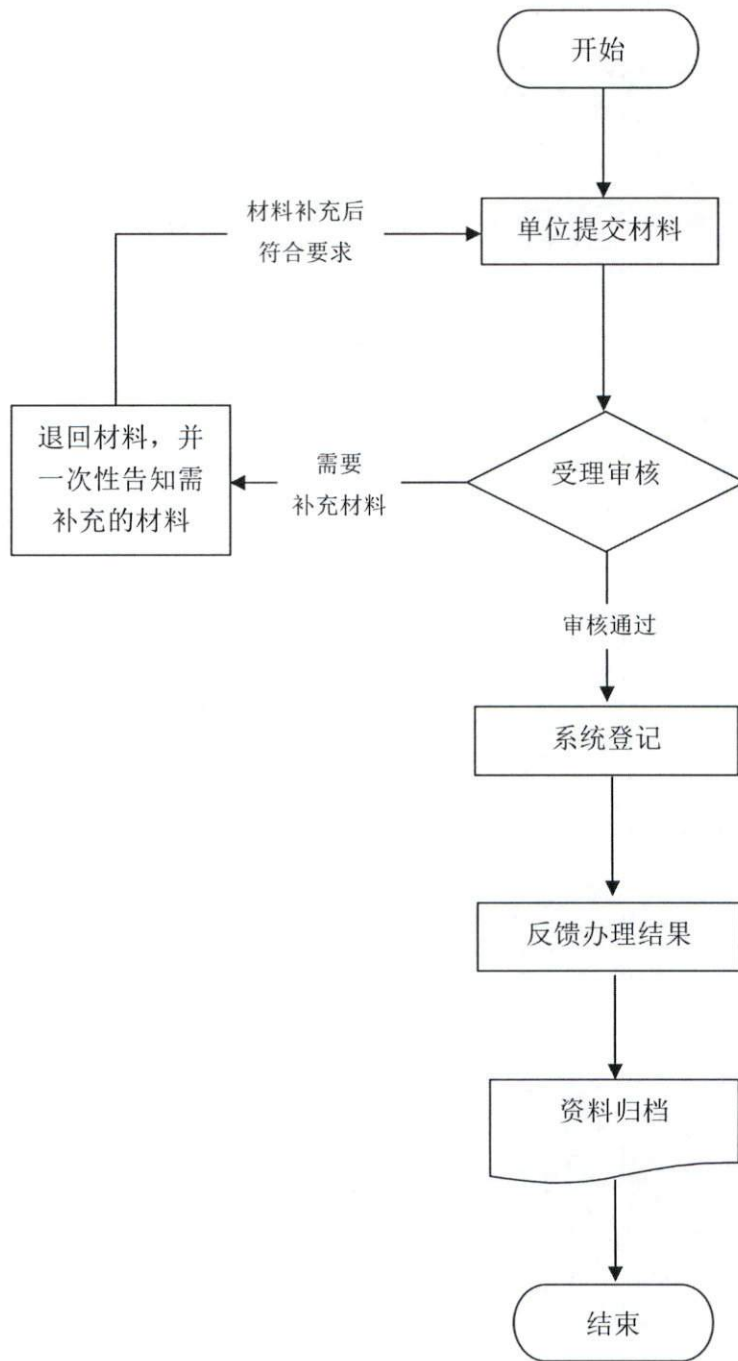 开始
材料补充后
符合要求
单位提交材料
退回材料，并
一次性告知需
补充的材料
需要
补充材料
受理审核
审核通过
系统登记
反馈办理结果
资料归档
结束